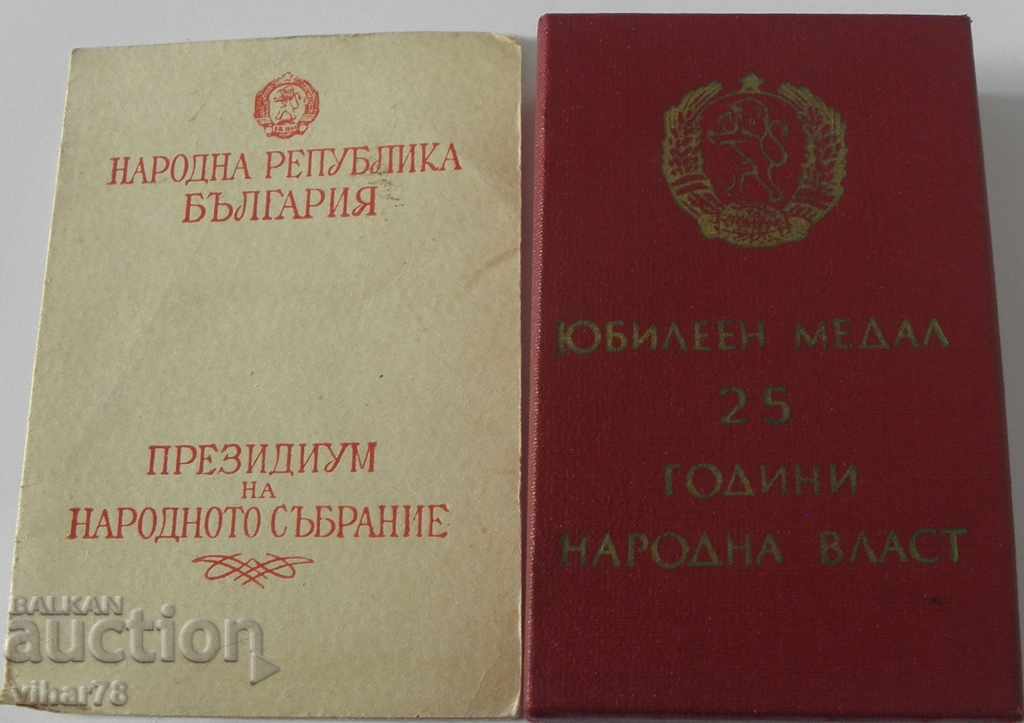 НАРОДНА РЕПУБЛИКА
БЪЛГАРИЯ
ПРЕЗИДИУМ
НА
НАРОДНОТО СЪБРАНИЕ
ЮБИЛЕЕН МЕДАЛ
25
ГОДИНИ
НАРОДНА ВЛАСТ
BALKAN
auction
vihar78